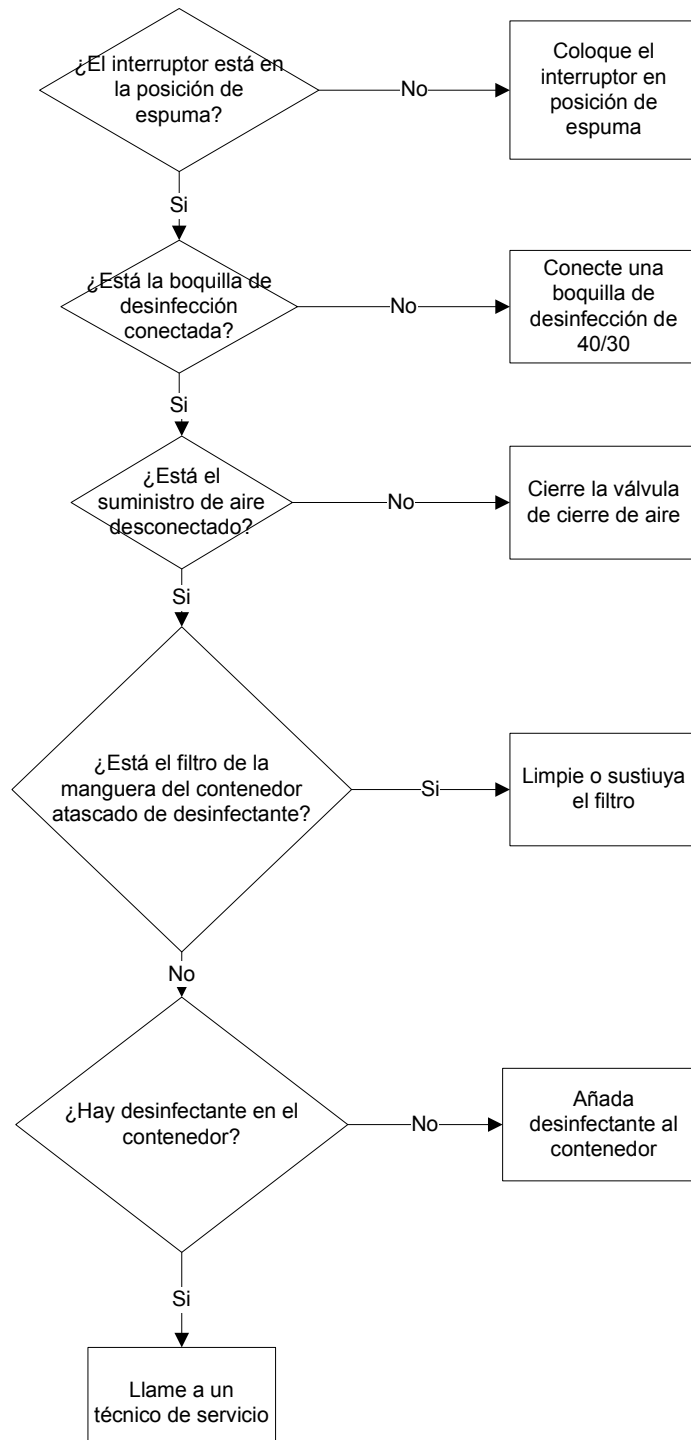 ¿El interruptor está en
la posición de
espuma?
No
Coloque el
interruptor en
posición de
espuma
Si
¿Está la boquilla de
desinfección
conectada?
No
Conecte una
boquilla de
desinfección de
40/30
Si
¿Está el
suministro de aire
desconectado?
No
Cierre la válvula
de cierre de aire
Si
¿Está el filtro de la
manguera del contenedor
atascado de desinfectante?
Si
Limpie o sustiuya
el filtro
No
¿Hay desinfectante en el
contenedor?
No
Añada
desinfectante al
contenedor
Si
Llame a un
técnico de servicio